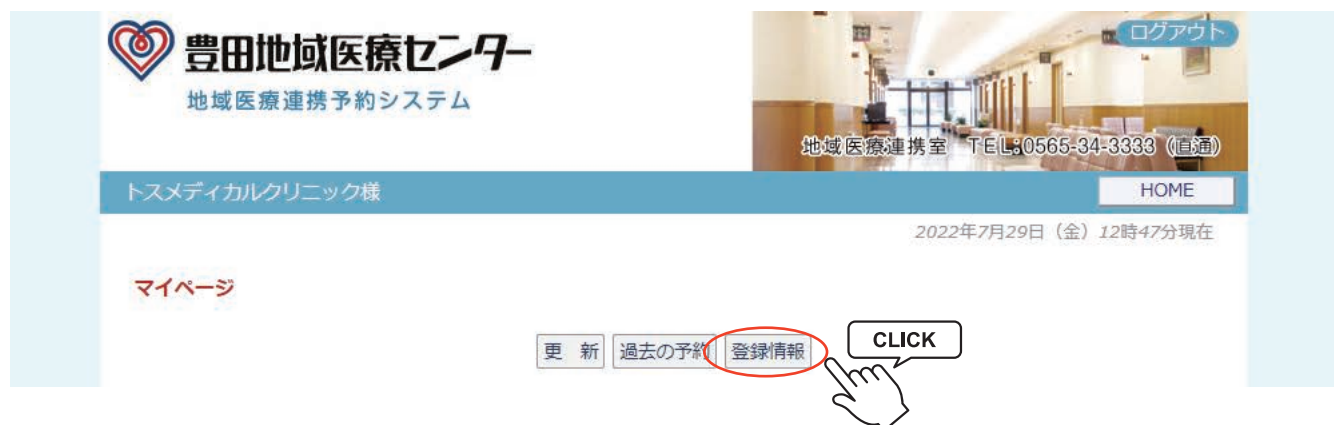 豊田地域医療センター
ログアウト
地域医療連携予約システム
地域医療連携室 TEL:0565-34-3333（直通）
トスメディカルクリニック様
HOME
2022年7月29日（金）12時47分現在
マイページ
更 新 過去の予約 登録情報
CLICK